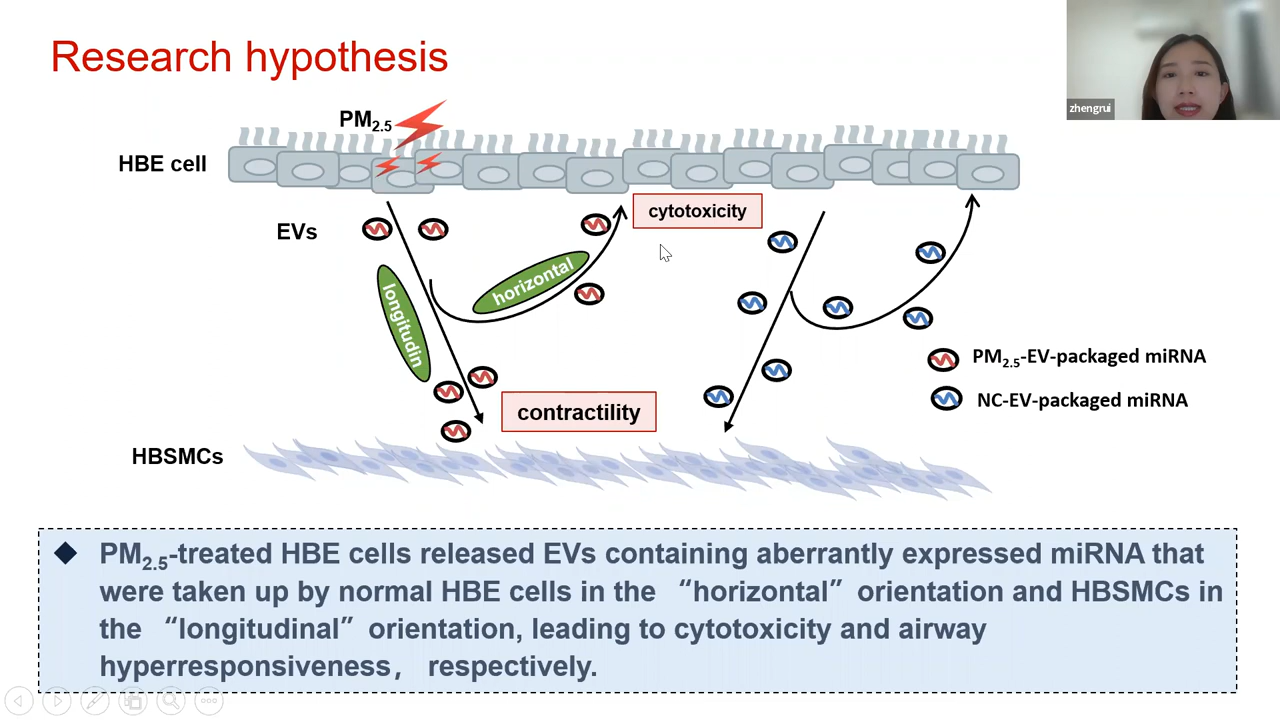 Research hypothesis
zhengrui
PM2.5
HBE cell
cytotoxicity
EVs
horizontal
longitudin
PM2.5-EV-packaged miRNA
NC-EV-packaged miRNA
contractility
HBSMCs
PM2.5-treated HBE cells released EVs containing aberrantly expressed miRNA that
were taken up by normal HBE cells in the “horizontal” orientation and HBSMCs in
the “longitudinal” orientation, leading to cytotoxicity and airway
hyperresponsiveness， respectively.